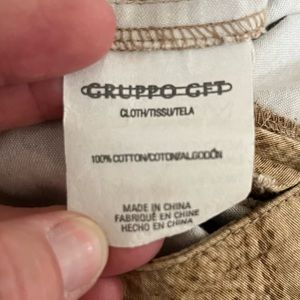 GRUPPO GFT
CLOTH/TISSU/TELA
100% COTTON/COTON/ALGODÓN
MADE IN CHINA
FABRIQUÉ EN CHINE
HECHO EN CHINA